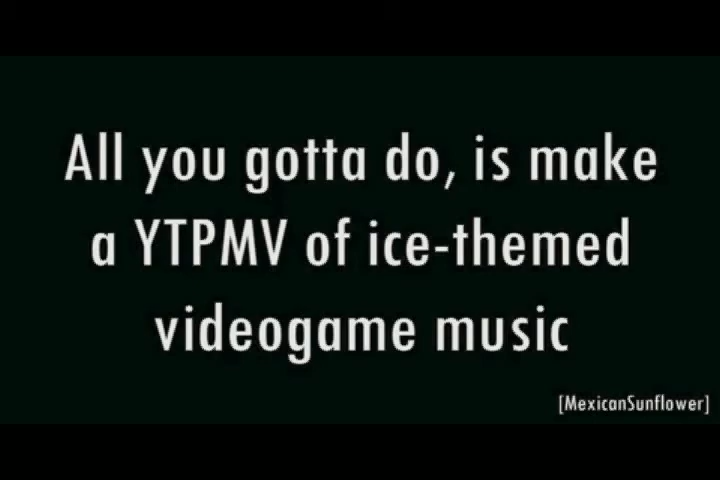 All you gotta do, is make
a YTPMV of ice-themed
videogame music
[MexicanSunflower]